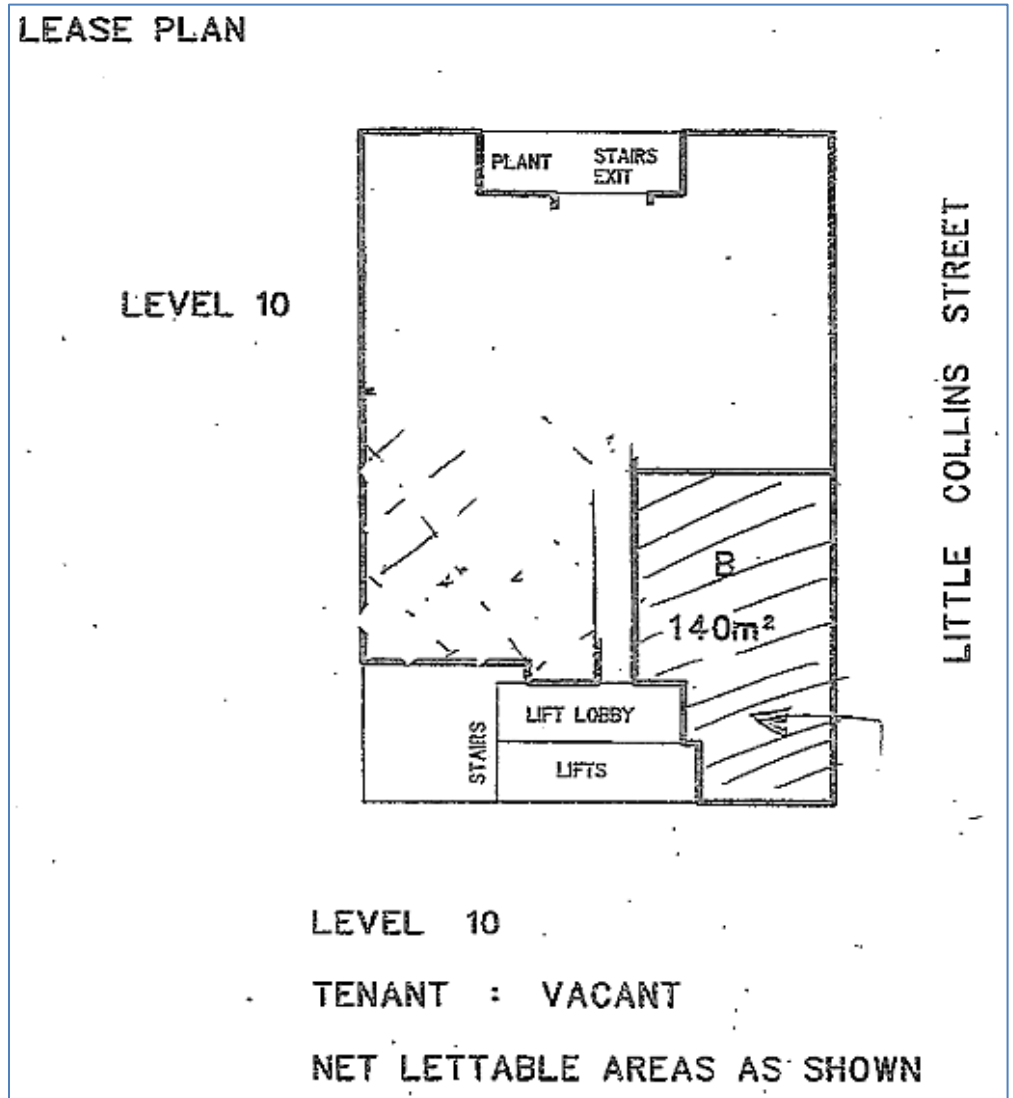 LEASE PLAN
PLANT
STAIRS
EXIT
LEVEL 10
LITTLE COLLINS STREET
B
140m²
LIFT LOBBY
STAIRS
LIFTS
LEVEL 10
TENANT : VACANT
NET LETTABLE AREAS AS SHOWN